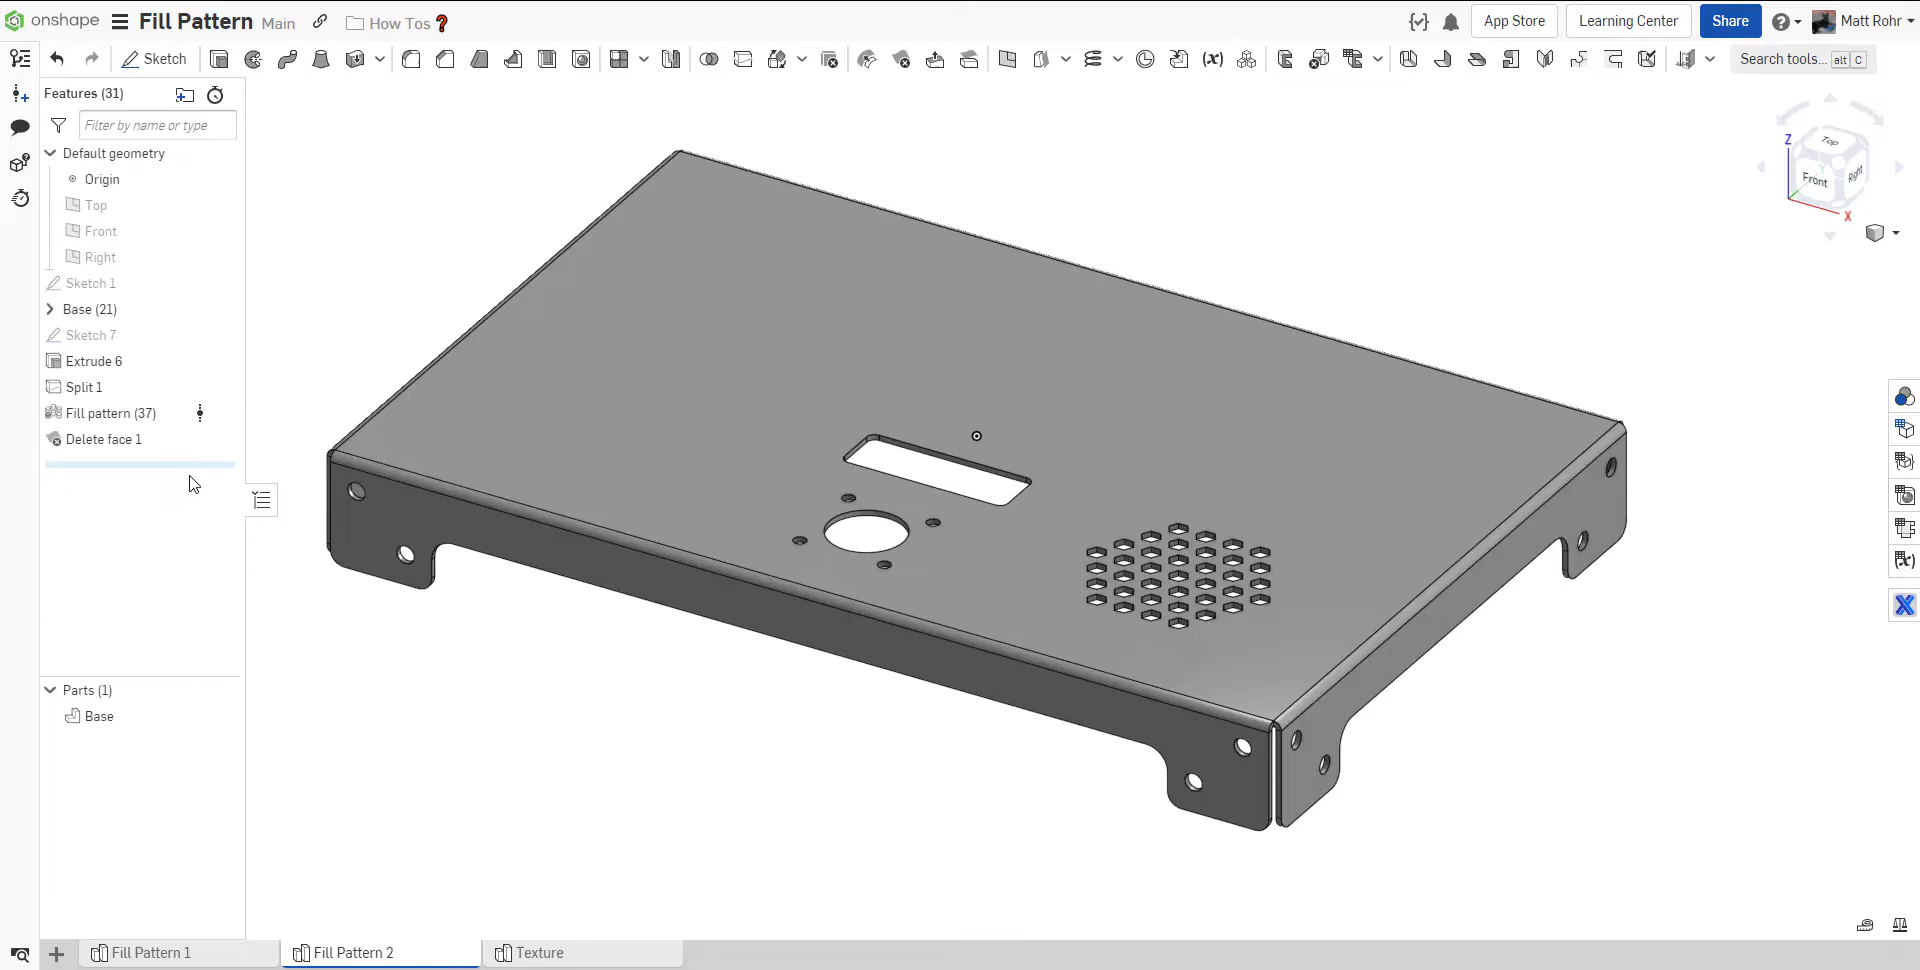 onshape Fill Pattern Main How Tos ? App Store Learning Center Share Matt Rohr
Sketch (x) Search tools... alt C
Features (31)
Filter by name or type
Default geometry
Origin
Top
Front
Right
Sketch 1
Base (21)
Sketch 7
Extrude 6
Split 1
Fill pattern (37)
Delete face 1
Parts (1)
Base
Z
Top
Y
Front
Right
X
(x)
Fill Pattern 1 Fill Pattern 2 Texture